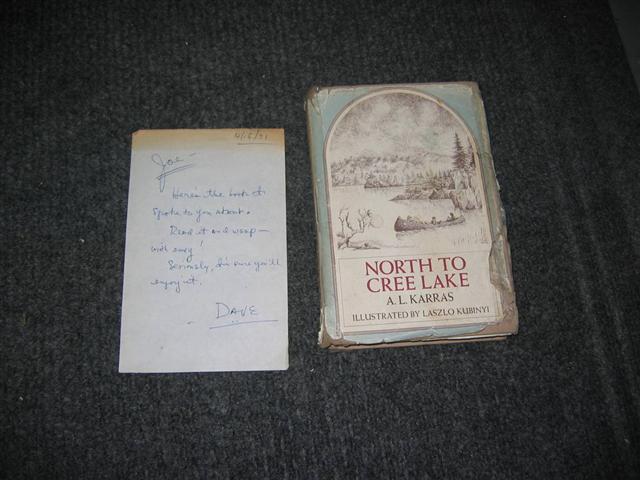 Joe —
Here's the book I
spoke to you about.
Read it and weep —
with envy!
Seriously, I'm sure you'll
enjoy it.
DAVE
NORTH TO
CREE LAKE
A. L. KARRAS
ILLUSTRATED BY LASZLO KUBINYI